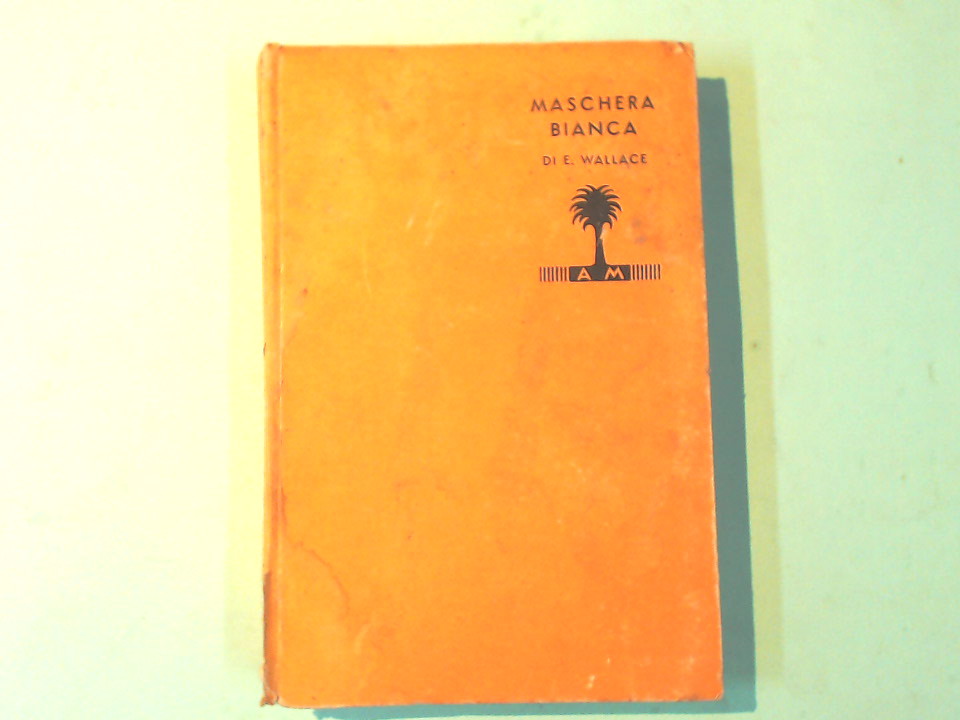 MASCHERA
BIANCA
DI E. WALLACE
A M